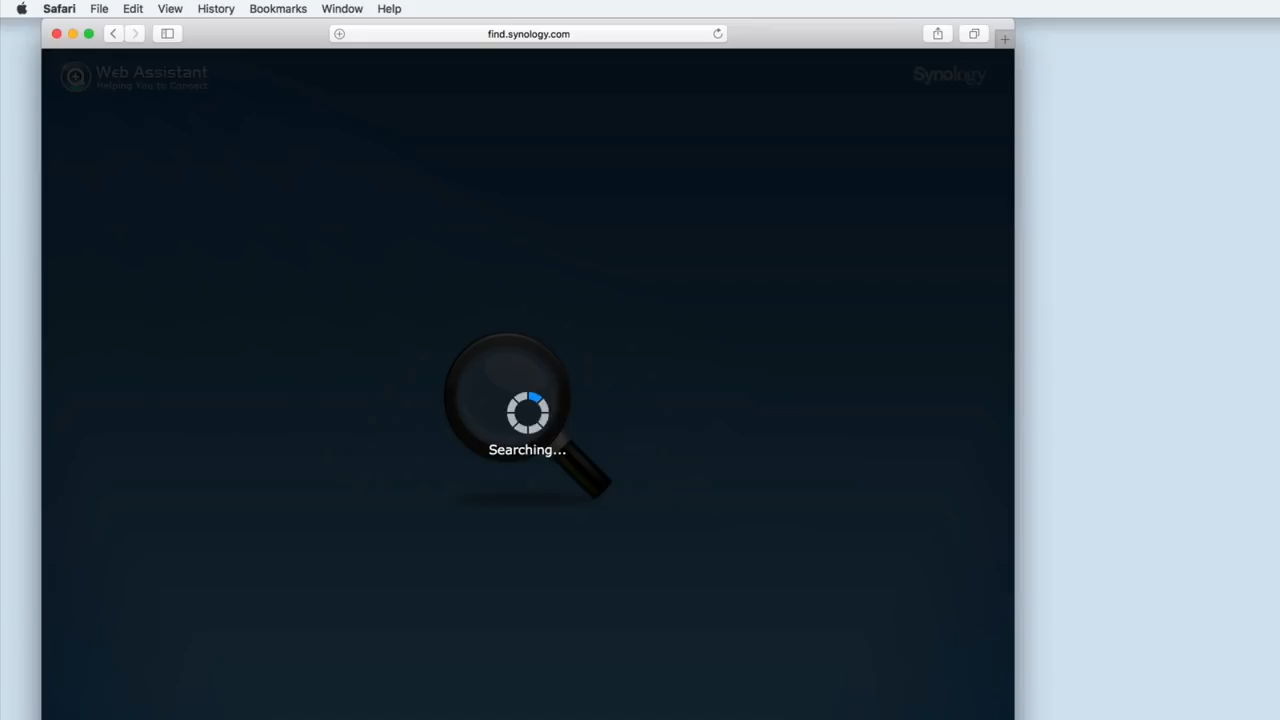 Safari File Edit View History Bookmarks Window Help
find.synology.com
Web Assistant
Helping You to Connect
Synology
Searching...